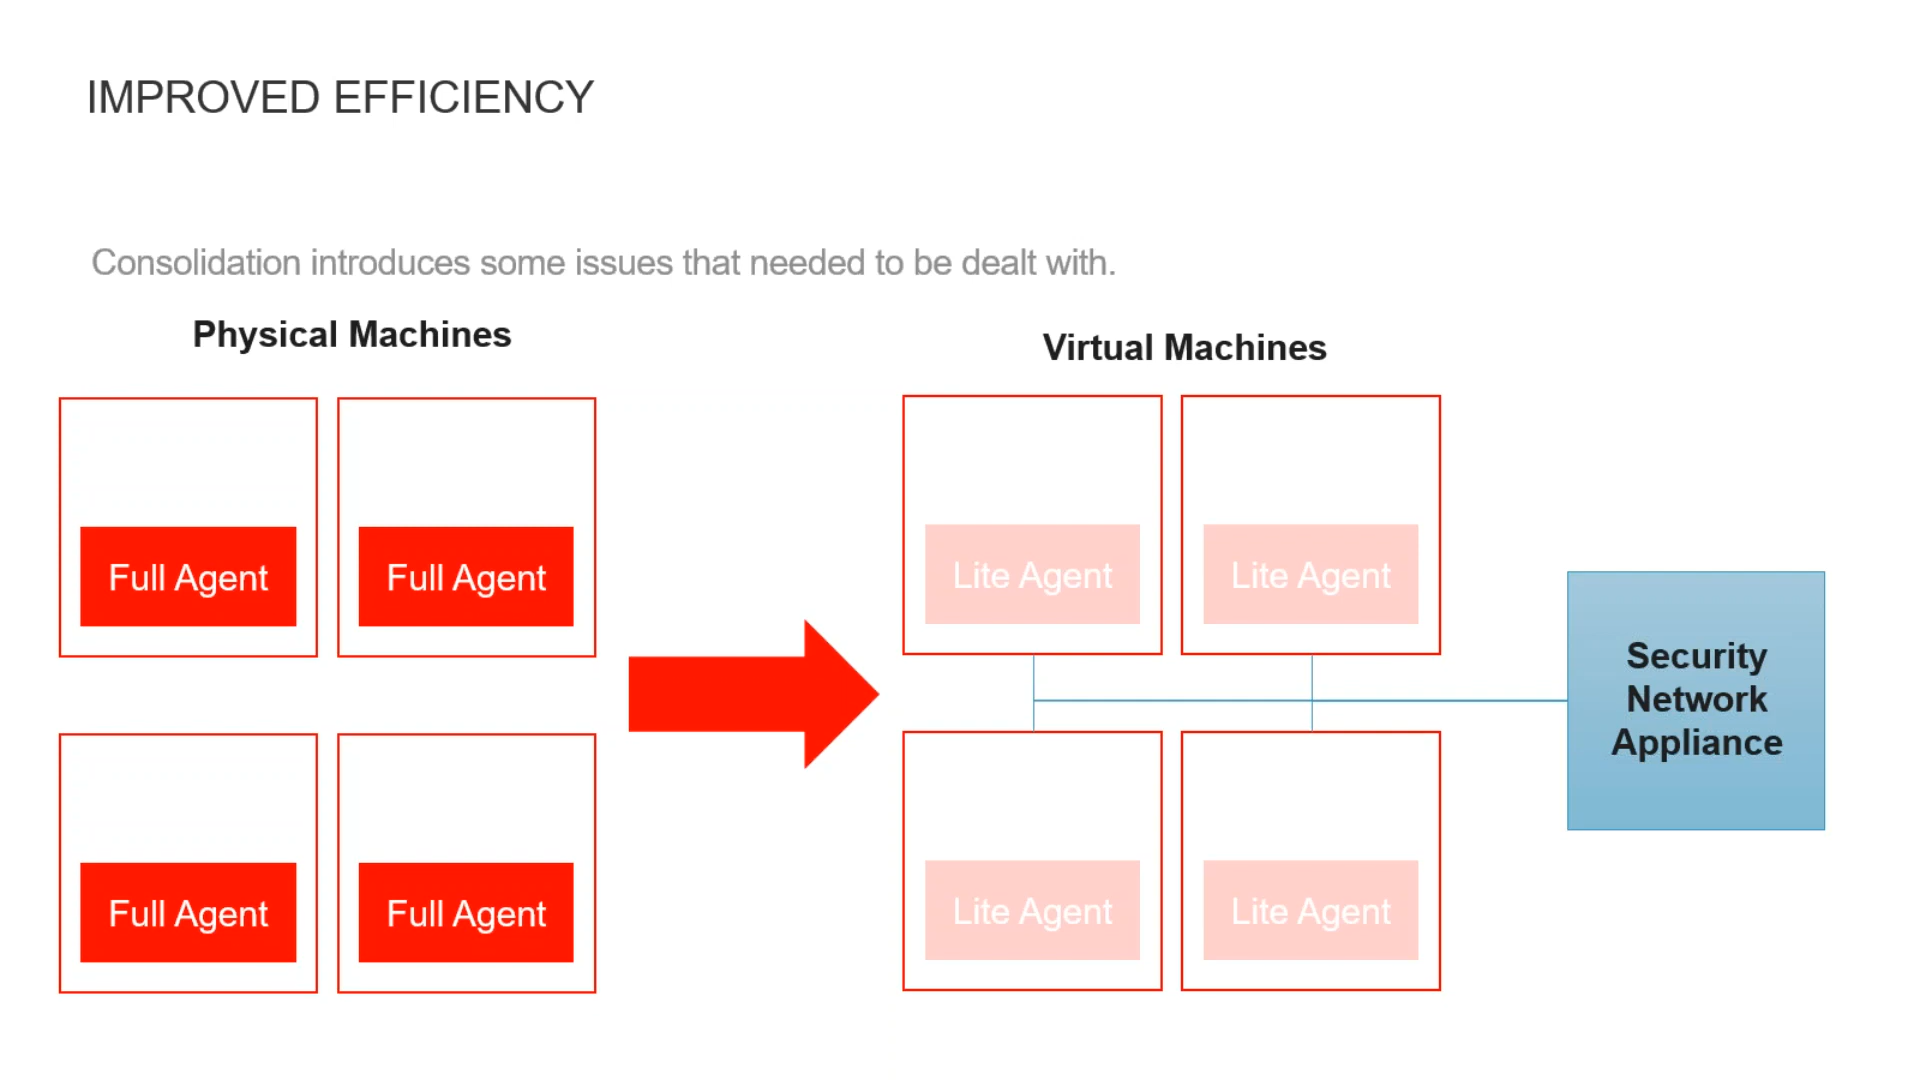 IMPROVED EFFICIENCY
Consolidation introduces some issues that needed to be dealt with.
Physical Machines
Virtual Machines
Full Agent
Full Agent
Lite Agent
Lite Agent
Security
Network
Appliance
Full Agent
Full Agent
Lite Agent
Lite Agent